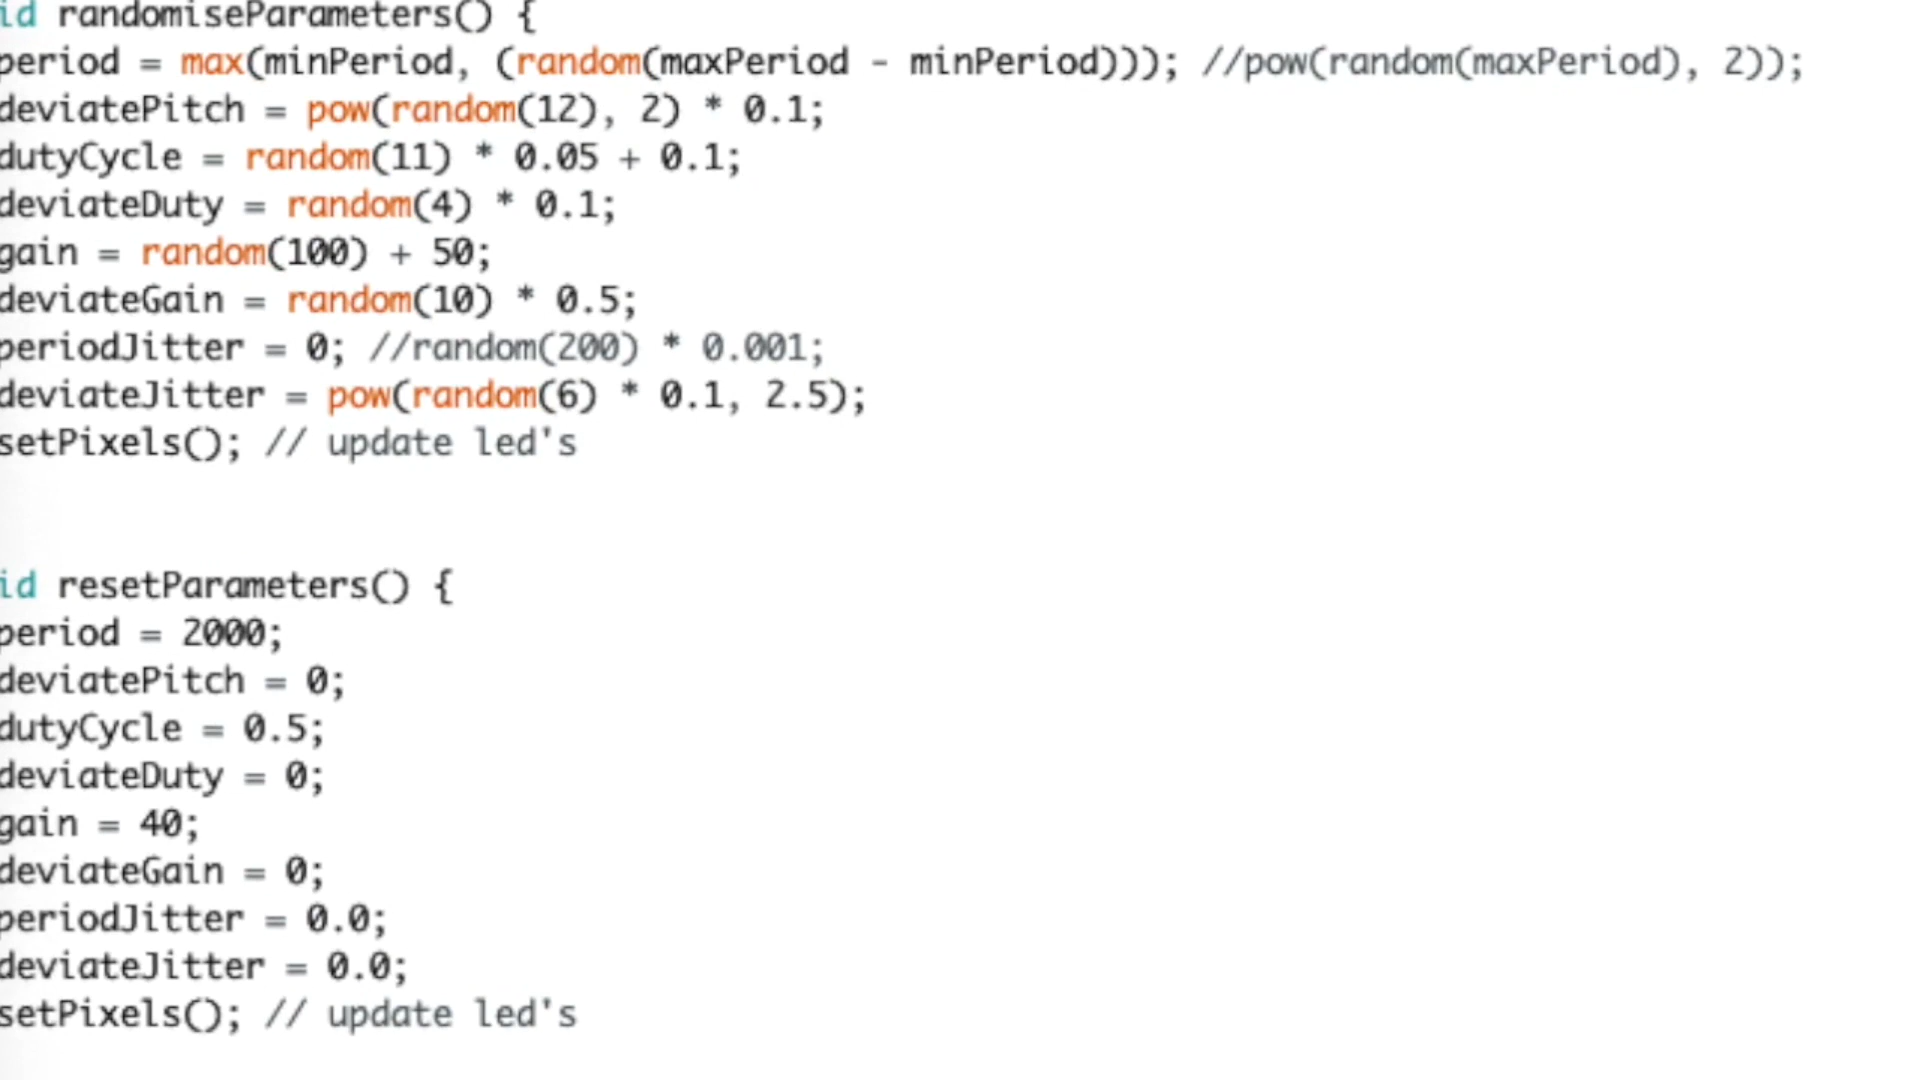 id randomiseParameters() {
period = max(minPeriod, (random(maxPeriod - minPeriod))); //pow(random(maxPeriod), 2));
deviatePitch = pow(random(12), 2) * 0.1;
dutyCycle = random(11) * 0.05 + 0.1;
deviateDuty = random(4) * 0.1;
gain = random(100) + 50;
deviateGain = random(10) * 0.5;
periodJitter = 0; //random(200) * 0.001;
deviateJitter = pow(random(6) * 0.1, 2.5);
setPixels(); // update led's
id resetParameters() {
period = 2000;
deviatePitch = 0;
dutyCycle = 0.5;
deviateDuty = 0;
gain = 40;
deviateGain = 0;
periodJitter = 0.0;
deviateJitter = 0.0;
setPixels(); // update led's